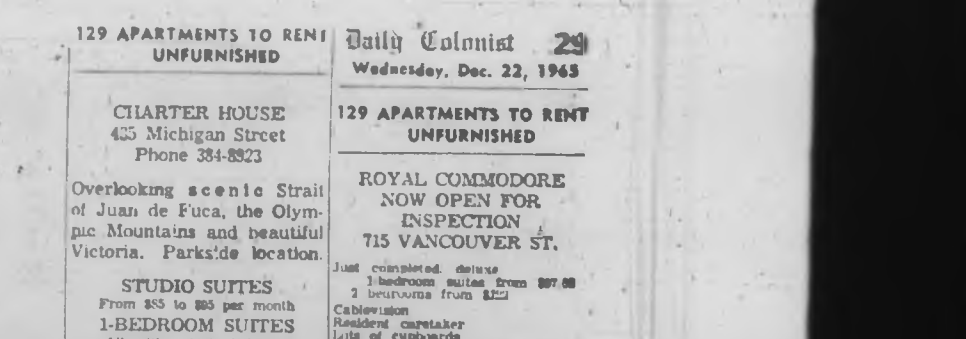 129 APARTMENTS TO RENT
UNFURNISHED
CHARTER HOUSE
435 Michigan Street
Phone 384-8923
Overlooking scenic Strait
of Juan de Fuca, the Olym-
pic Mountains and beautiful
Victoria. Parkside location.
STUDIO SUITES
From $85 to $95 per month
1-BEDROOM SUITES
Daily Colonist 29
Wednesday, Dec. 22, 1965
129 APARTMENTS TO RENT
UNFURNISHED
ROYAL COMMODORE
NOW OPEN FOR
INSPECTION
715 VANCOUVER ST.
Just completed, deluxe
1 bedroom suites from
2 bedrooms from
Cablevision
Resident caretaker
Lots of cupboards